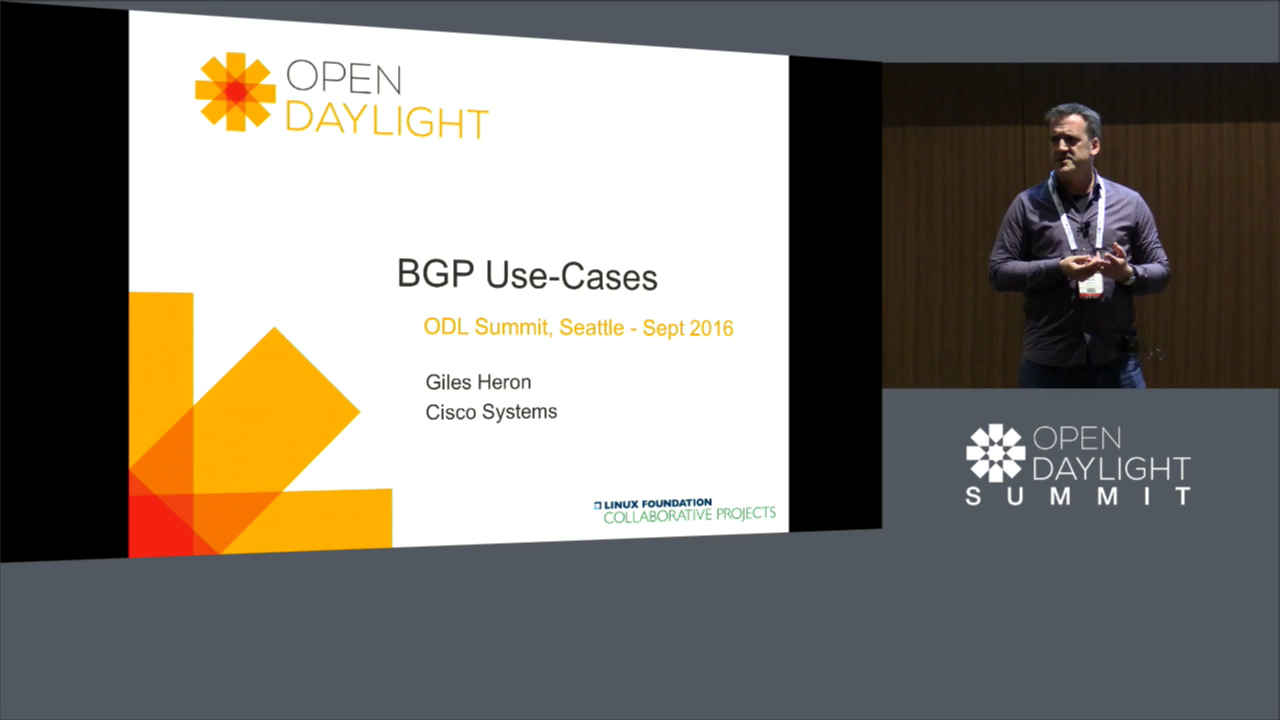 OPEN
DAYLIGHT
BGP Use-Cases
ODL Summit, Seattle - Sept 2016
Giles Heron
Cisco Systems
LINUX FOUNDATION
COLLABORATIVE PROJECTS
OPEN
DAYLIGHT
SUMMIT